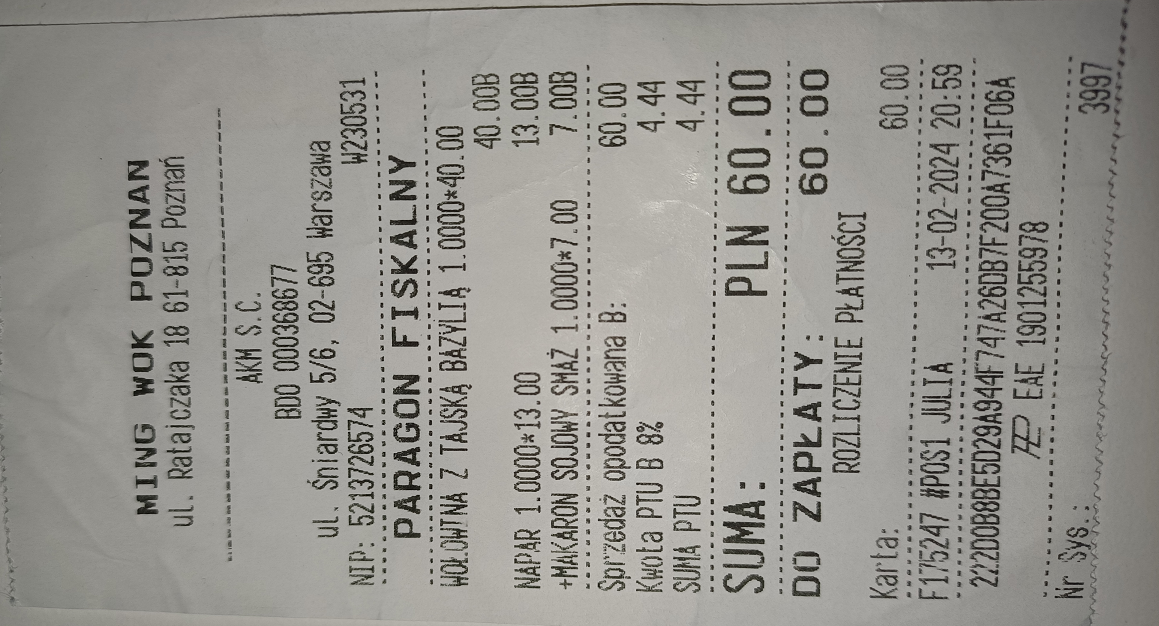 MING WOK POZNAN
ul. Ratajczaka 18 61-815 Poznań
AKM S.C.
BDO 000368677
ul. Śniardwy 5/6, 02-695 Warszawa
NIP: 5213726574 W230531
PARAGON FISKALNY
WOŁOWINA Z TAJSKĄ BAZYLIĄ 1.0000*40.00
40.00B
NAPAR 1.0000*13.00 13.00B
+MAKARON SOJOWY SMAŻ 1.0000*7.00 7.00B
Sprzedaż opodatkowana B: 60.00
Kwota PTU B 8% 4.44
SUMA PTU 4.44
SUMA: PLN 60.00
DO ZAPŁATY: 60.00
ROZLICZENIE PŁATNOŚCI
Karta: 60.00
F175247 #POS1 JULIA 13-02-2024 20:59
222D0B8BE5D29A944F747A26DB7F200A7361F06A
EAE 1901255978
Nr Sys.: 3997